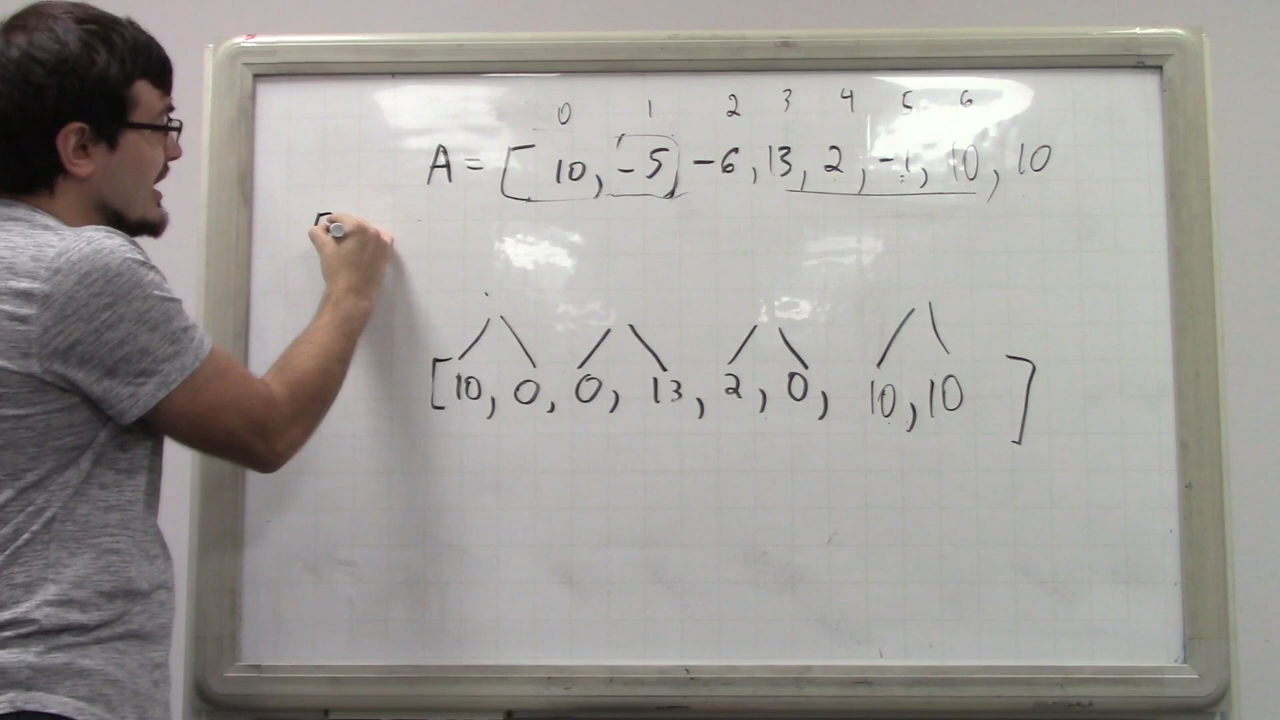 0 1 2 3 4 5 6
A = [ 10, -5, -6, 13, 2, -1, 10, 10
[
[10, 0, 0, 13, 2, 0, 10, 10 ]